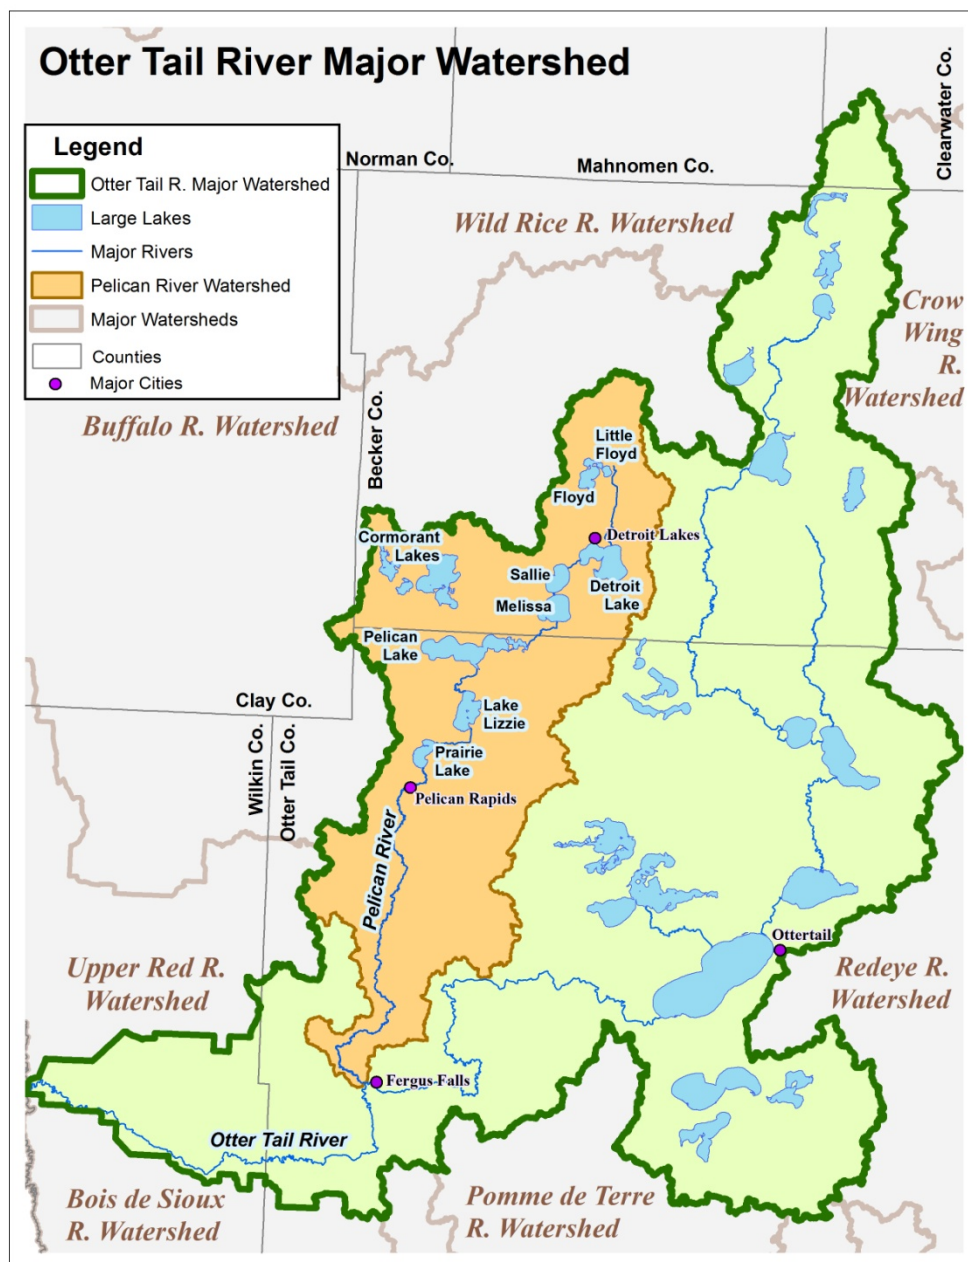 Otter Tail River Major Watershed
Clearwater Co.
Legend
Otter Tail R. Major Watershed
Large Lakes
Major Rivers
Pelican River Watershed
Major Watersheds
Counties
Major Cities
Norman Co.
Mahnomen Co.
Wild Rice R. Watershed
Crow
Wing
R.
Watershed
Buffalo R. Watershed
Becker Co.
Little
Floyd
Floyd
Detroit Lakes
Cormorant
Lakes
Sallie
Detroit
Lake
Melissa
Pelican
Lake
Clay Co.
Lake
Lizzie
Wilkin Co.
Otter Tail Co.
Prairie
Lake
Pelican Rapids
Pelican River
Ottertail
Upper Red R.
Watershed
Redeye R.
Watershed
Fergus Falls
Otter Tail River
Bois de Sioux
R. Watershed
Pomme de Terre
R. Watershed